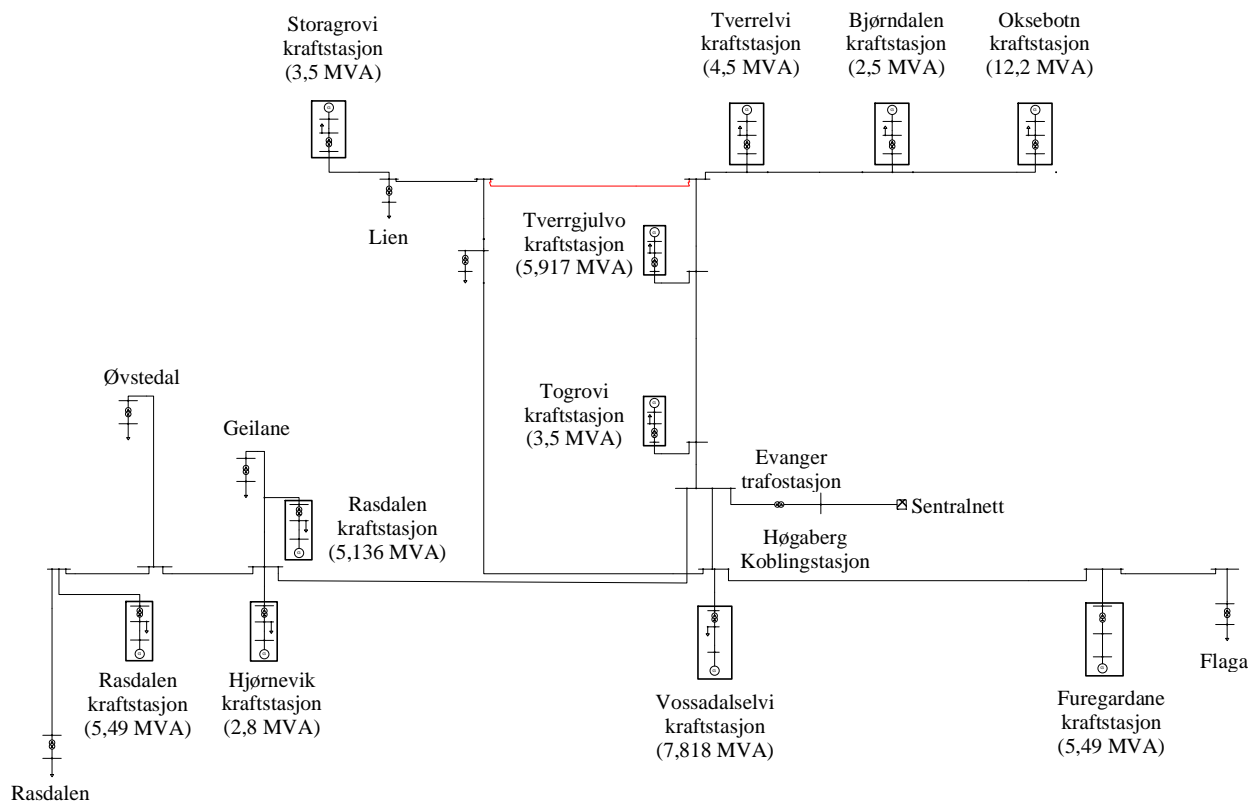 Storagrovi
kraftstasjon
(3,5 MVA)
Tverrelvi
kraftstasjon
(4,5 MVA)
Bjørndalen
kraftstasjon
(2,5 MVA)
Oksebotn
kraftstasjon
(12,2 MVA)
Lien
Tverrgjulvo
kraftstasjon
(5,917 MVA)
Øvstedal
Geilane
Togrovi
kraftstasjon
(3,5 MVA)
Evanger
trafostasjon
Sentralnett
Rasdalen
kraftstasjon
(5,136 MVA)
Høgaberg
Koblingstasjon
Rasdalen
kraftstasjon
(5,49 MVA)
Hjørnevik
kraftstasjon
(2,8 MVA)
Vossadalselvi
kraftstasjon
(7,818 MVA)
Furegardane
kraftstasjon
(5,49 MVA)
Flaga
Rasdalen